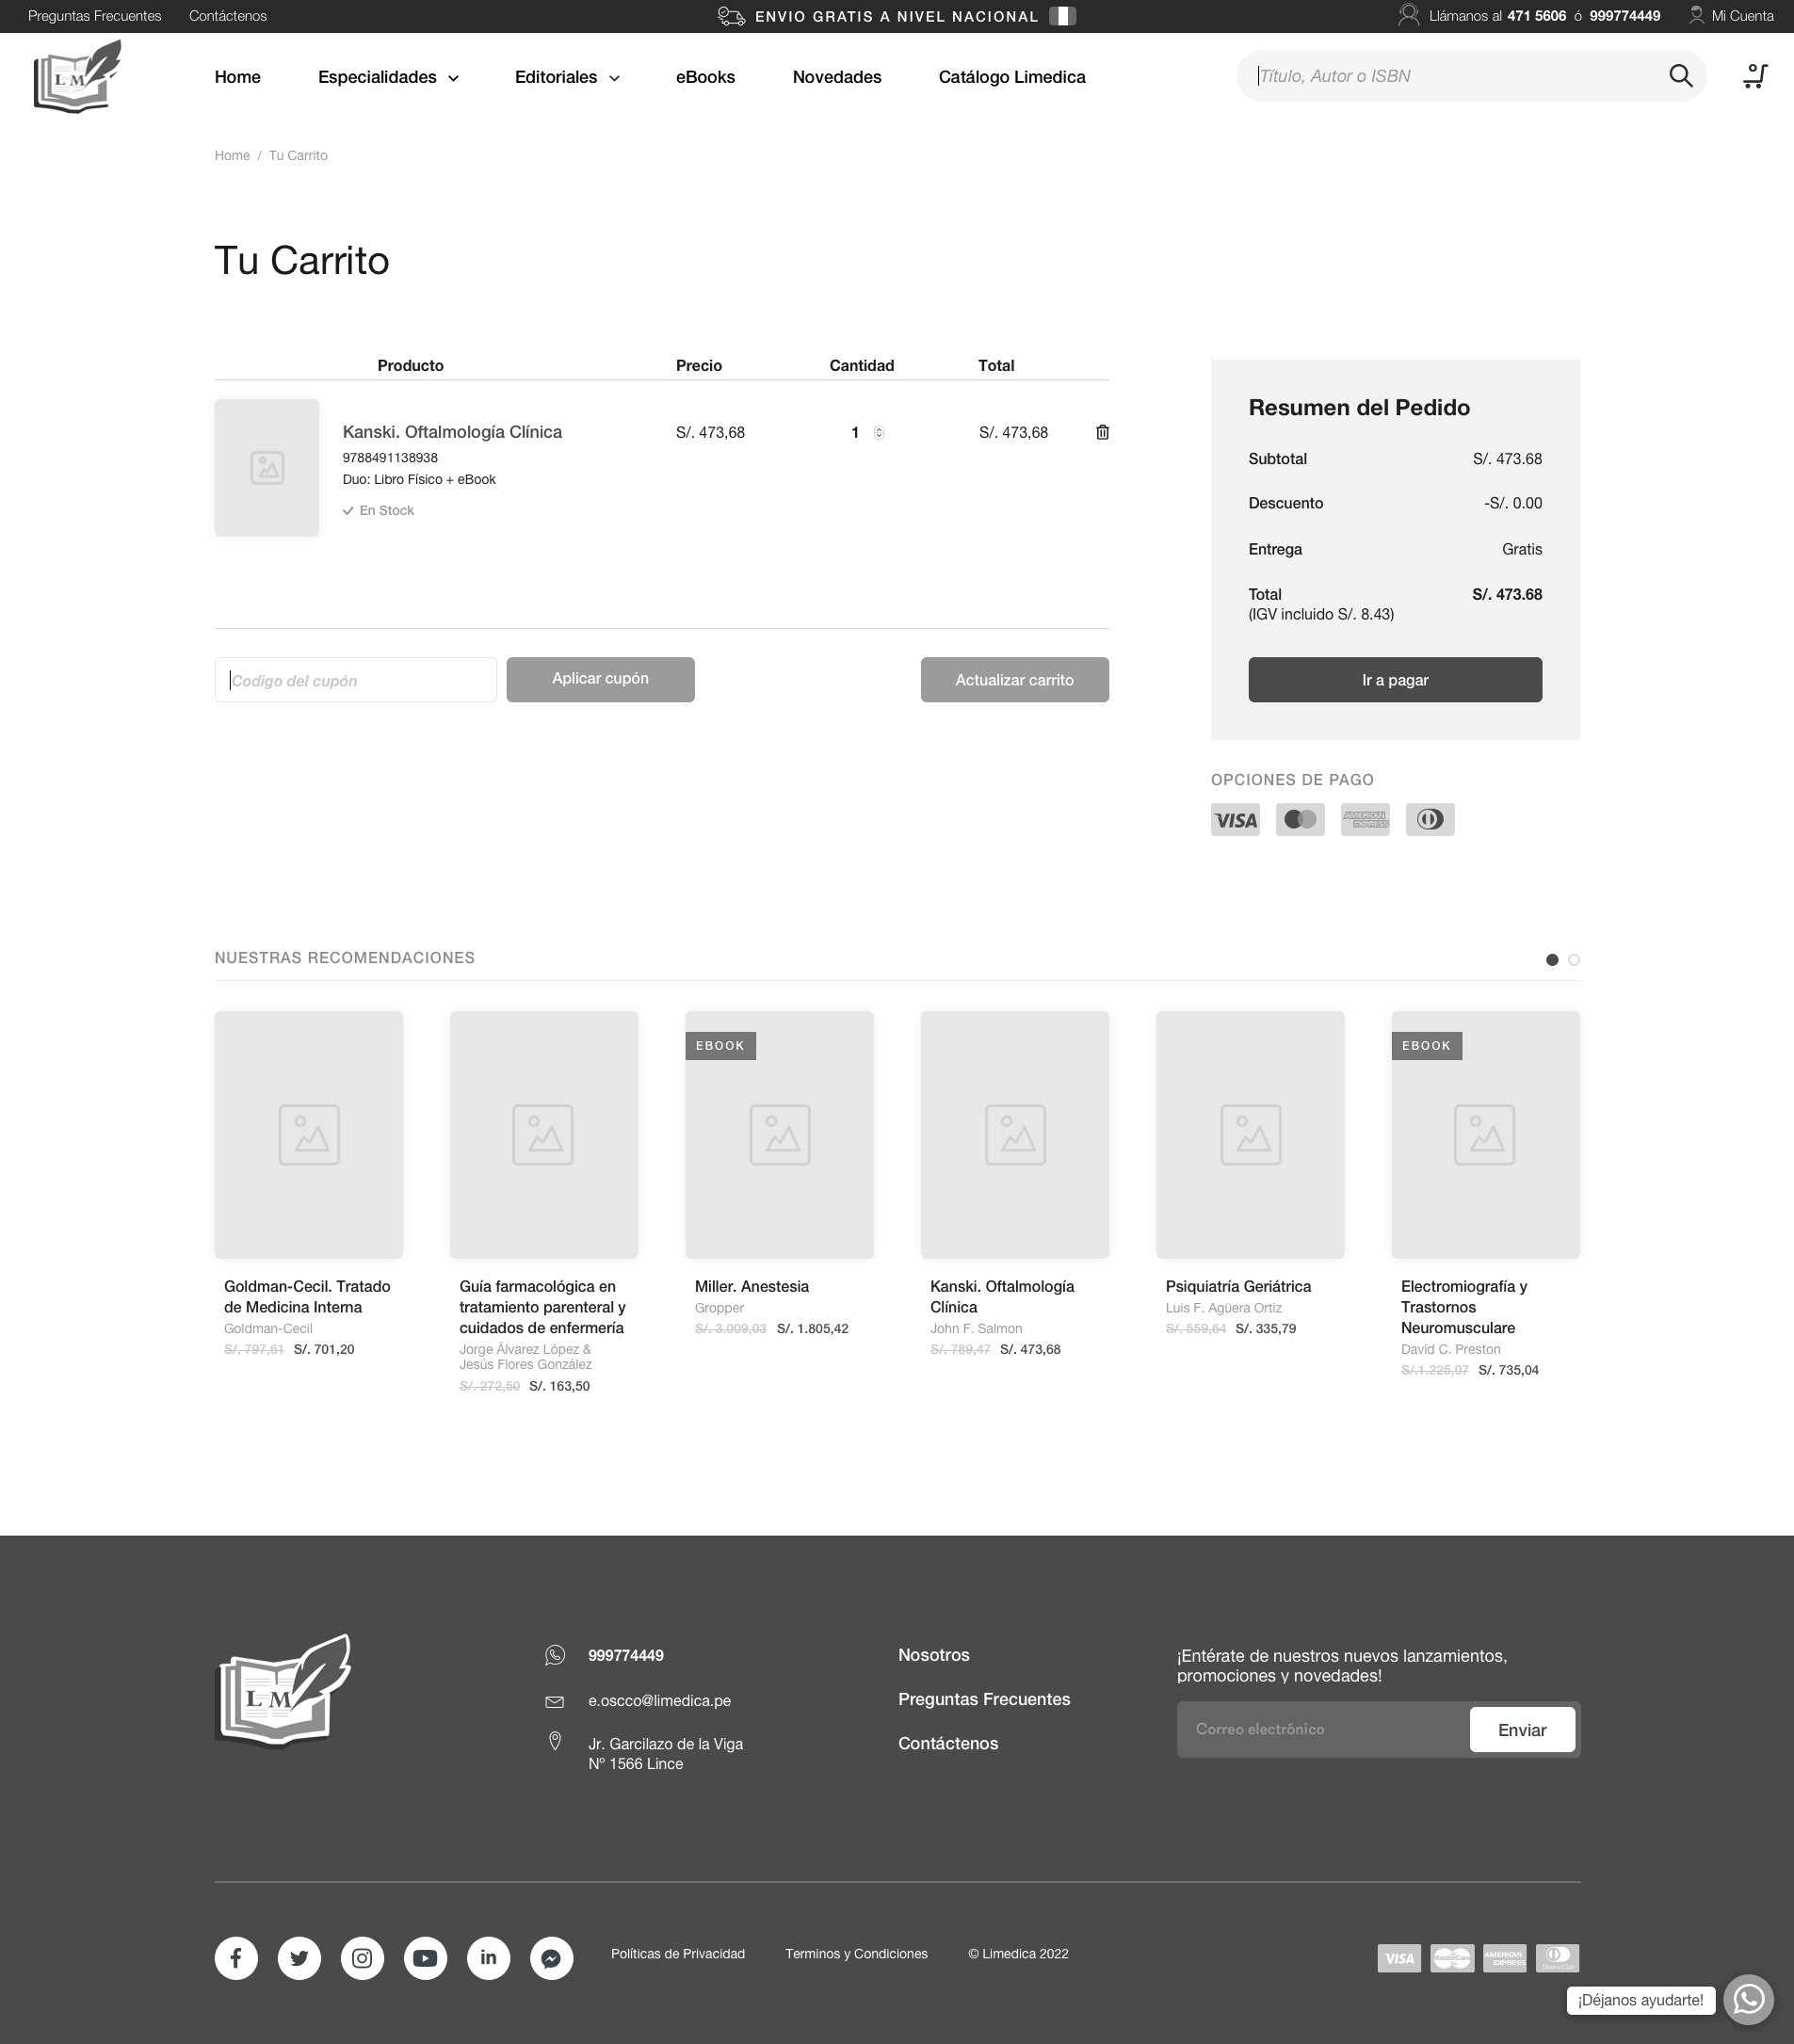 Preguntas Frecuentes
Contáctenos
ENVIO GRATIS A NIVEL NACIONAL
Llámanos al 471 5606 ó 999774449
Mi Cuenta
L M
Home
Especialidades
Editoriales
eBooks
Novedades
Catálogo Limedica
Título, Autor o ISBN
Home / Tu Carrito
Tu Carrito
Producto
Precio
Cantidad
Total
Kanski. Oftalmología Clínica
9788491138938
Duo: Libro Físico + eBook
En Stock
S/. 473,68
1
S/. 473,68
Codigo del cupón
Aplicar cupón
Actualizar carrito
Resumen del Pedido
Subtotal
S/. 473.68
Descuento
-S/. 0.00
Entrega
Gratis
Total
S/. 473.68
(IGV incluido S/. 8.43)
Ir a pagar
OPCIONES DE PAGO
VISA
AMERICAN
EXPRESS
NUESTRAS RECOMENDACIONES
Goldman-Cecil. Tratado
de Medicina Interna
Goldman-Cecil
S/. 797,61 S/. 701,20
Guía farmacológica en
tratamiento parenteral y
cuidados de enfermería
Jorge Álvarez López &
Jesús Flores González
S/. 272,50 S/. 163,50
EBOOK
Miller. Anestesia
Gropper
S/. 3.009,03 S/. 1.805,42
Kanski. Oftalmología
Clínica
John F. Salmon
S/. 789,47 S/. 473,68
Psiquiatría Geriátrica
Luis F. Agüera Ortiz
S/. 559,64 S/. 335,79
EBOOK
Electromiografía y
Trastornos
Neuromusculare
David C. Preston
S/.1.225,07 S/. 735,04
L M
999774449
e.oscco@limedica.pe
Jr. Garcilazo de la Viga
Nº 1566 Lince
Nosotros
Preguntas Frecuentes
Contáctenos
¡Entérate de nuestros nuevos lanzamientos,
promociones y novedades!
Correo electrónico
Enviar
Políticas de Privacidad
Terminos y Condiciones
© Limedica 2022
VISA
MasterCard
AMERICAN
EXPRESS
Diners Club
¡Déjanos ayudarte!